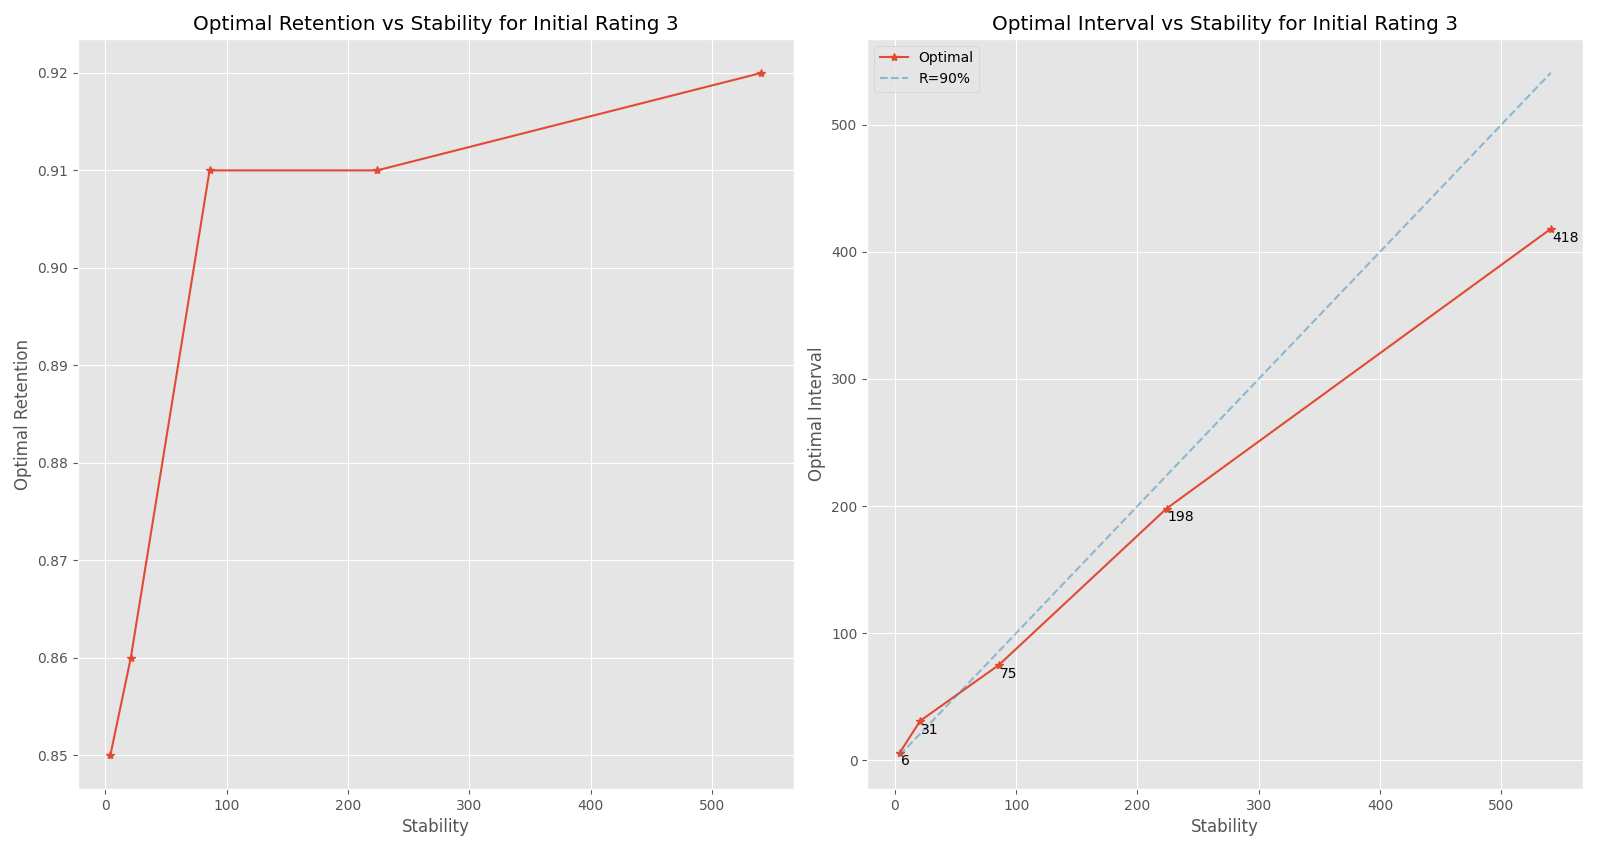 Optimal Retention vs Stability for Initial Rating 3
0.92
0.91
0.90
0.89
0.88
0.87
0.86
0.85
Optimal Retention
0 100 200 300 400 500
Stability
Optimal Interval vs Stability for Initial Rating 3
Optimal
R=90%
500
400
300
200
100
0
Optimal Interval
418
198
75
31
6
0 100 200 300 400 500
Stability